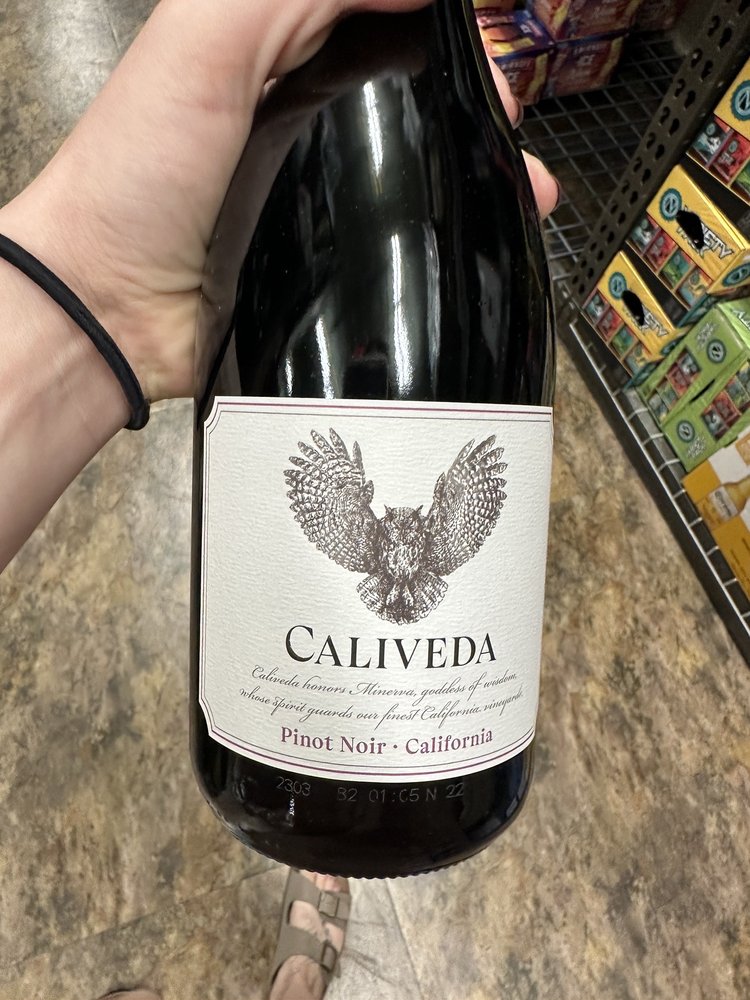 CALIVEDA
Caliveda honors Minerva, goddess of wisdom,
whose spirit guards our finest California vineyards.
Pinot Noir • California
2303 B2 01:05 N 22